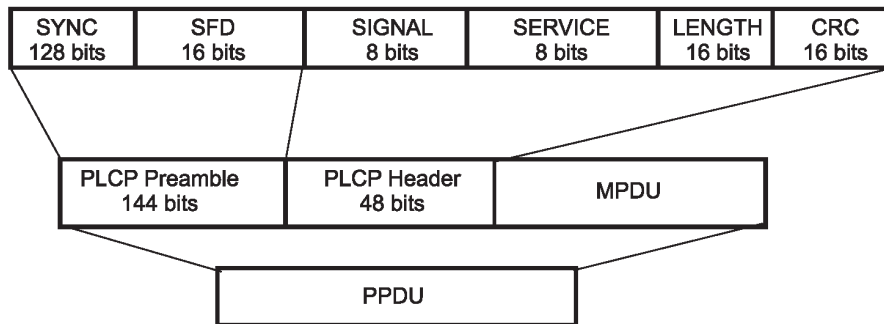 SYNC
128 bits
SFD
16 bits
SIGNAL
8 bits
SERVICE
8 bits
LENGTH
16 bits
CRC
16 bits
PLCP Preamble
144 bits
PLCP Header
48 bits
MPDU
PPDU